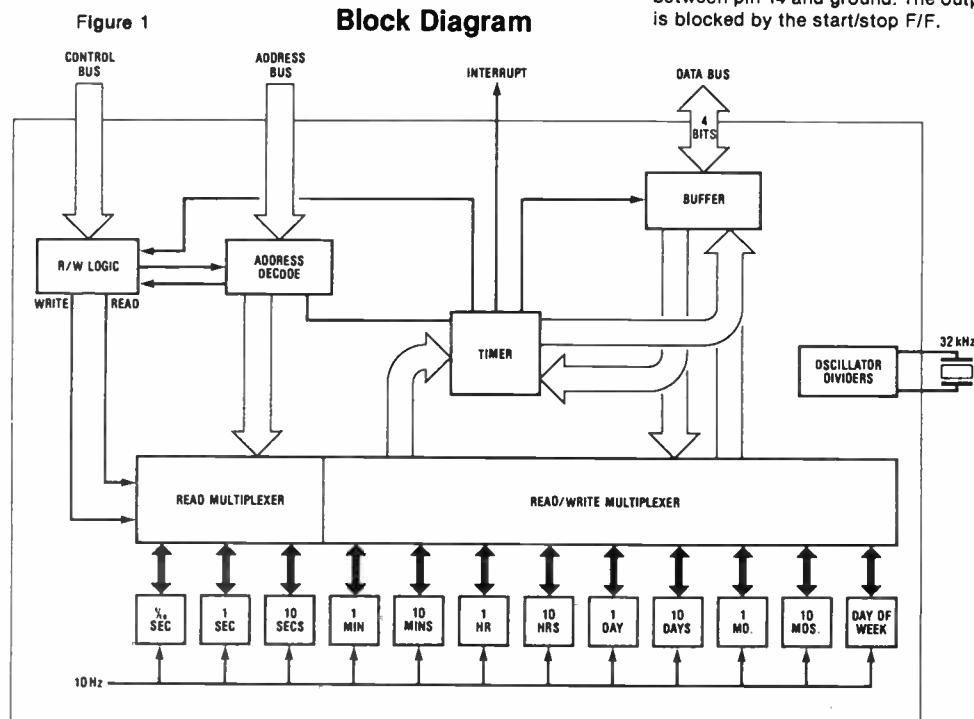 between pin 14 and ground. The outp
is blocked by the start/stop F/F.
Figure 1
Block Diagram
CONTROL
BUS
ADDRESS
BUS
INTERRUPT
DATA BUS
4
BITS
BUFFER
R/W LOGIC
ADDRESS
DECODE
WRITE
READ
TIMER
32 kHz
OSCILLATOR
DIVIDERS
READ MULTIPLEXER
READ/WRITE MULTIPLEXER
1/10
SEC
1
SEC
10
SECS
1
MIN
10
MINS
1
HR
10
HRS
1
DAY
10
DAYS
1
MO.
10
MOS.
DAY OF
WEEK
10 Hz